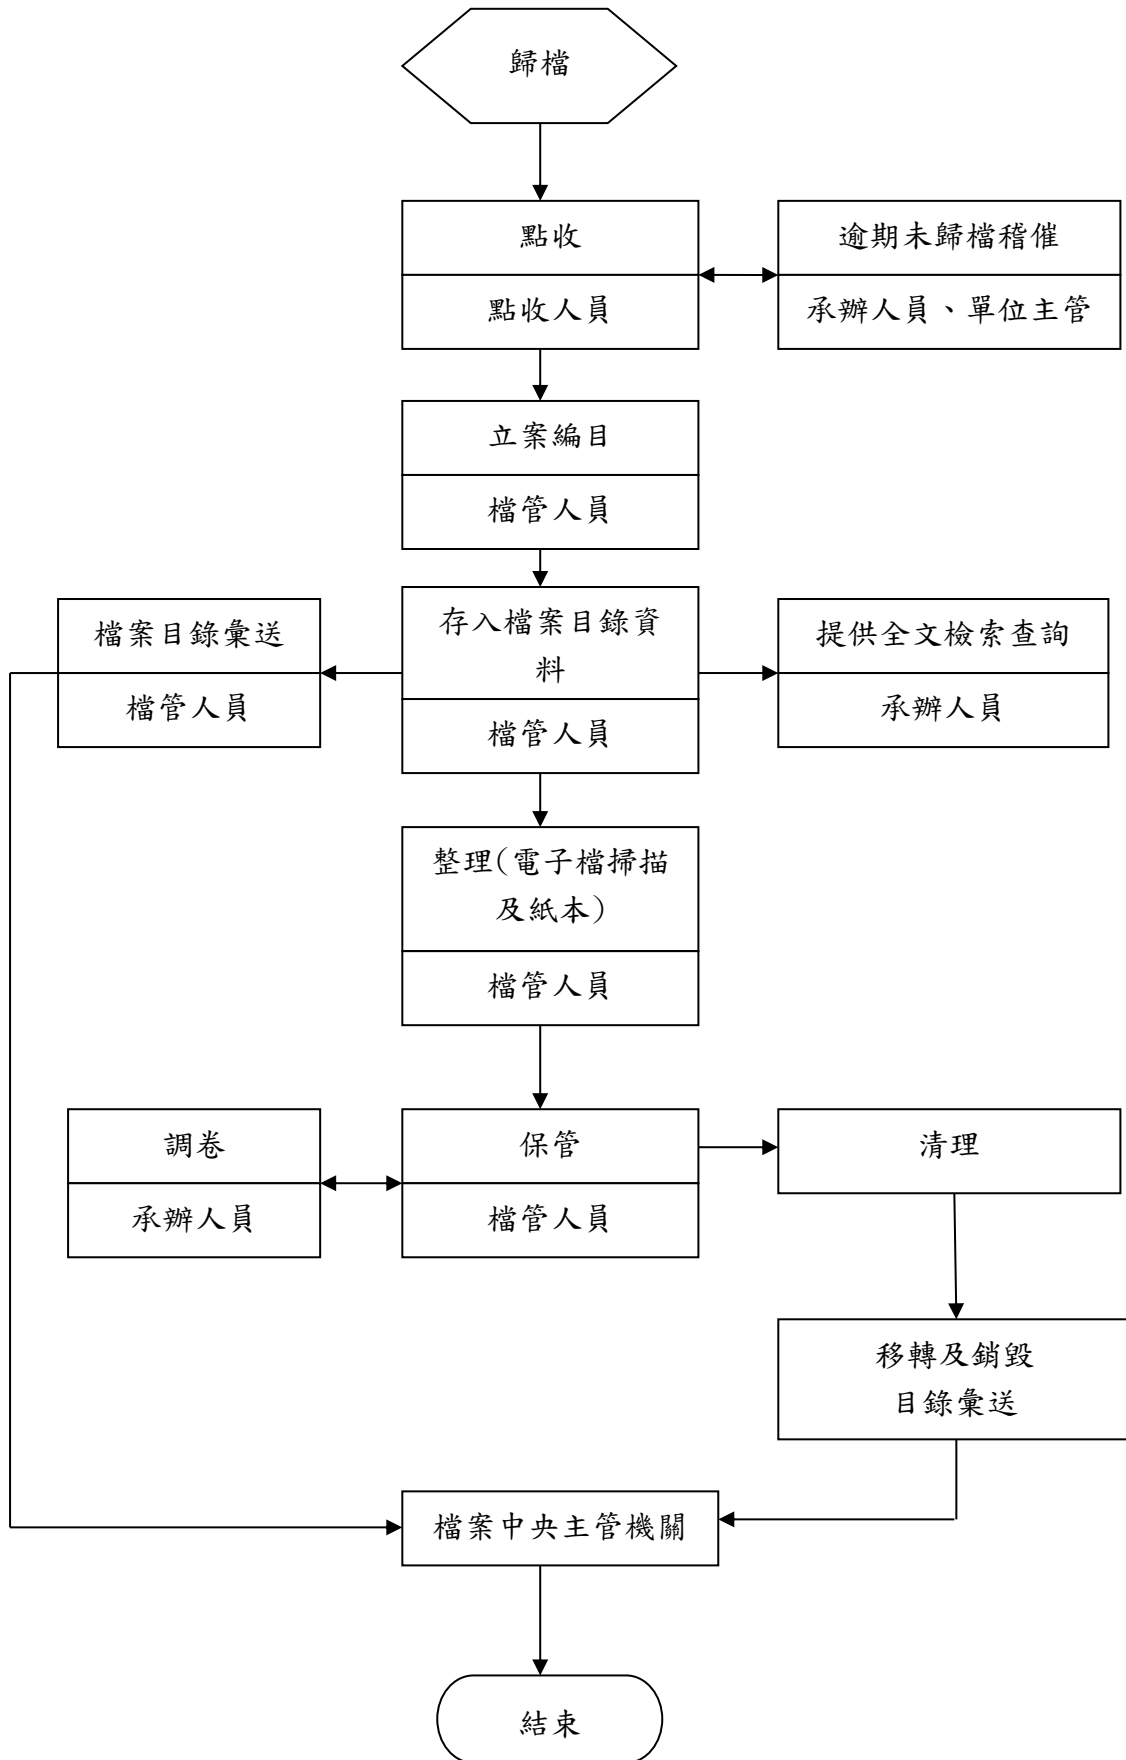 歸檔
點收
點收人員
逾期未歸檔稽催
承辦人員、單位主管
立案編目
檔管人員
檔案目錄彙送
檔管人員
存入檔案目錄資
料
檔管人員
提供全文檢索查詢
承辦人員
整理(電子檔掃描
及紙本)
檔管人員
調卷
承辦人員
保管
檔管人員
清理
移轉及銷毀
目錄彙送
檔案中央主管機關
結束